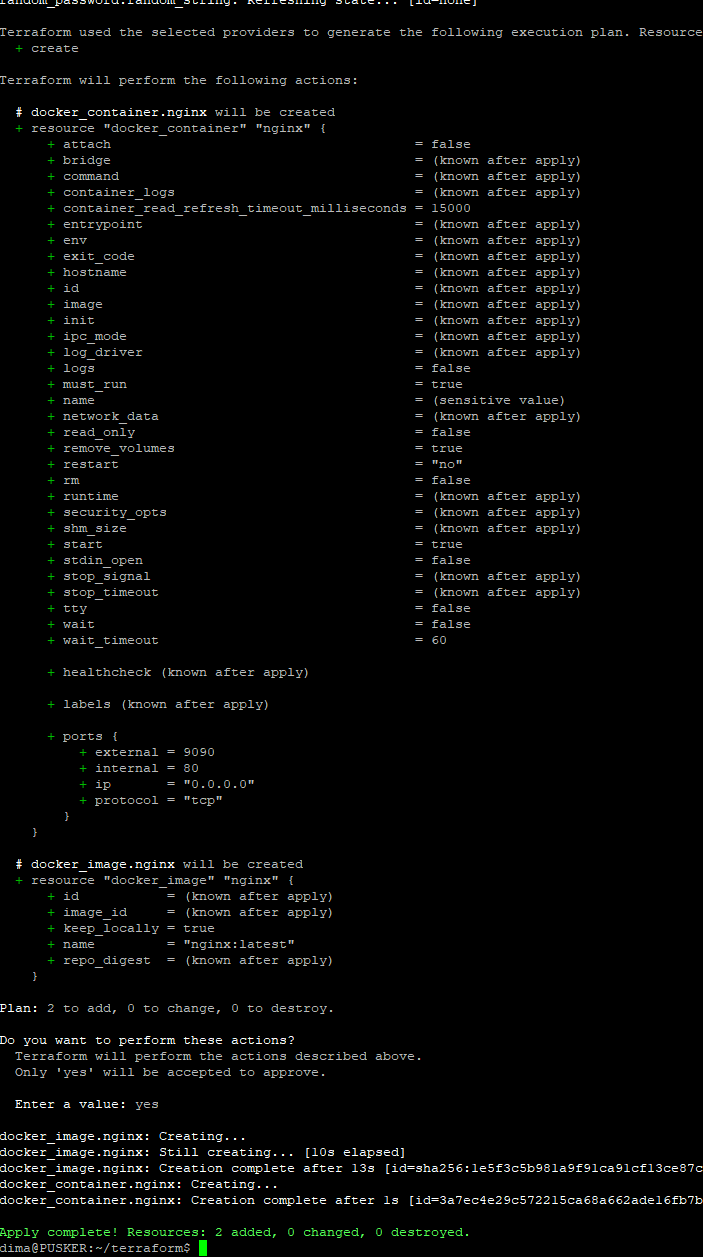 random_password.random_string: Refreshing state... [id=none]
Terraform used the selected providers to generate the following execution plan. Resource
+ create
Terraform will perform the following actions:
# docker_container.nginx will be created
+ resource "docker_container" "nginx" {
+ attach = false
+ bridge = (known after apply)
+ command = (known after apply)
+ container_logs = (known after apply)
+ container_read_refresh_timeout_milliseconds = 15000
+ entrypoint = (known after apply)
+ env = (known after apply)
+ exit_code = (known after apply)
+ hostname = (known after apply)
+ id = (known after apply)
+ image = (known after apply)
+ init = (known after apply)
+ ipc_mode = (known after apply)
+ log_driver = (known after apply)
+ logs = false
+ must_run = true
+ name = (sensitive value)
+ network_data = (known after apply)
+ read_only = false
+ remove_volumes = true
+ restart = "no"
+ rm = false
+ runtime = (known after apply)
+ security_opts = (known after apply)
+ shm_size = (known after apply)
+ start = true
+ stdin_open = false
+ stop_signal = (known after apply)
+ stop_timeout = (known after apply)
+ tty = false
+ wait = false
+ wait_timeout = 60
+ healthcheck (known after apply)
+ labels (known after apply)
+ ports {
+ external = 9090
+ internal = 80
+ ip = "0.0.0.0"
+ protocol = "tcp"
}
}
# docker_image.nginx will be created
+ resource "docker_image" "nginx" {
+ id = (known after apply)
+ image_id = (known after apply)
+ keep_locally = true
+ name = "nginx:latest"
+ repo_digest = (known after apply)
}
Plan: 2 to add, 0 to change, 0 to destroy.
Do you want to perform these actions?
Terraform will perform the actions described above.
Only 'yes' will be accepted to approve.
Enter a value: yes
docker_image.nginx: Creating...
docker_image.nginx: Still creating... [10s elapsed]
docker_image.nginx: Creation complete after 13s [id=sha256:1e5f3c5b981a9f91ca91cf13ce87c
docker_container.nginx: Creating...
docker_container.nginx: Creation complete after 1s [id=3a7ec4e29c572215ca68a662ade16fb7b
Apply complete! Resources: 2 added, 0 changed, 0 destroyed.
dima@PUSKER:~/terraform$